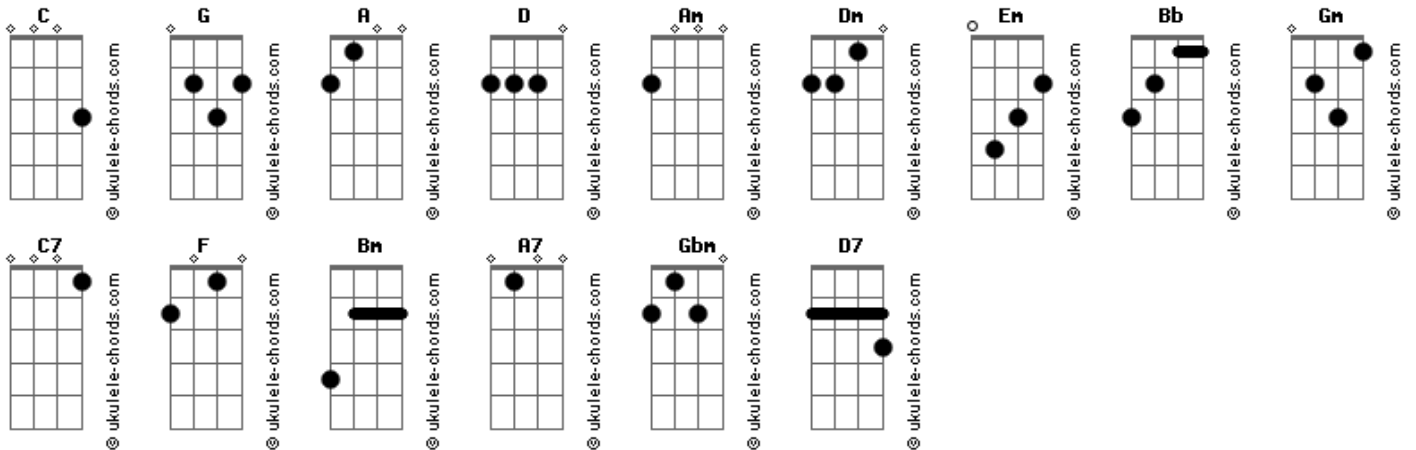 C G A D Am Dm Em Bb Gm
© ukulele-chords.com © ukulele-chords.com © ukulele-chords.com © ukulele-chords.com © ukulele-chords.com © ukulele-chords.com © ukulele-chords.com © ukulele-chords.com © ukulele-chords.com
C7 F Bm A7 Gbm D7
© ukulele-chords.com © ukulele-chords.com © ukulele-chords.com © ukulele-chords.com © ukulele-chords.com © ukulele-chords.com